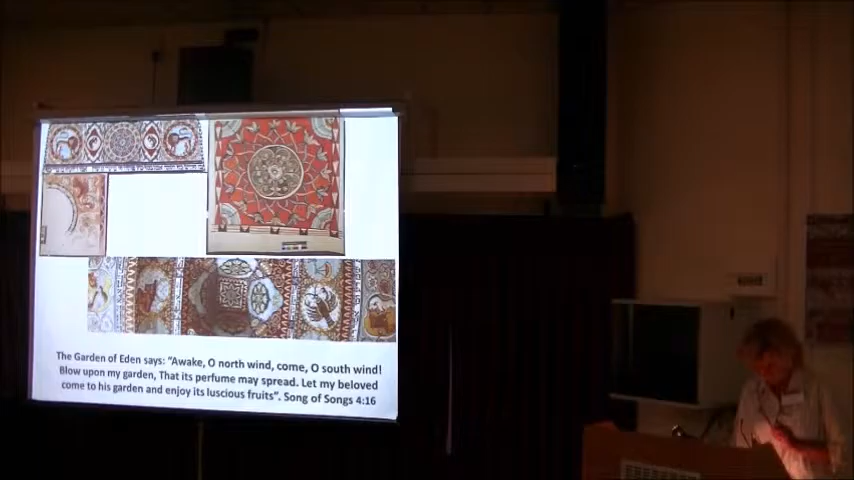 The Garden of Eden says: "Awake, O north wind, come, O south wind!
Blow upon my garden, That its perfume may spread. Let my beloved
come to his garden and enjoy its luscious fruits". Song of Songs 4:16